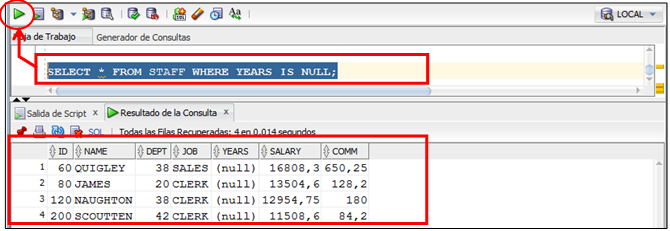 LOCAL
Hoja de Trabajo Generador de Consultas
SELECT * FROM STAFF WHERE YEARS IS NULL;
Salida de Script x Resultado de la Consulta x
SQL | Todas las Filas Recuperadas: 4 en 0,014 segundos
ID NAME DEPT JOB YEARS SALARY COMM
1 60 QUIGLEY 38 SALES (null) 16808,3 650,25
2 80 JAMES 20 CLERK (null) 13504,6 128,2
3 120 NAUGHTON 38 CLERK (null) 12954,75 180
4 200 SCOUTTEN 42 CLERK (null) 11508,6 84,2